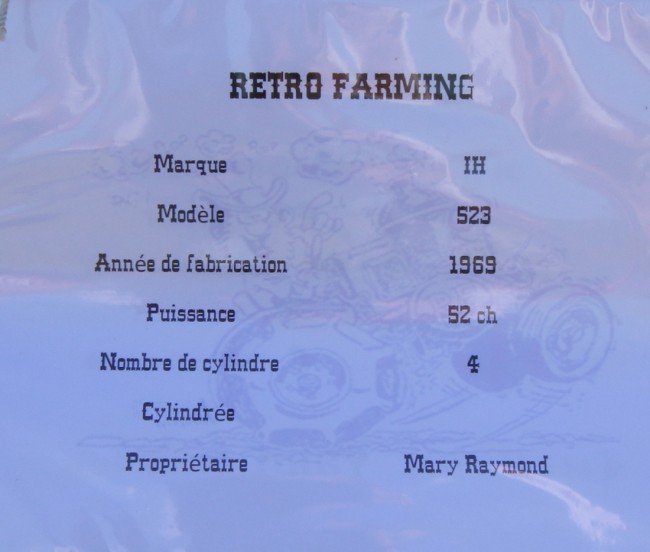 RETRO FARMING
Marque IH
Modèle 523
Année de fabrication 1969
Puissance 52 ch
Nombre de cylindre 4
Cylindrée
Propriétaire Mary Raymond